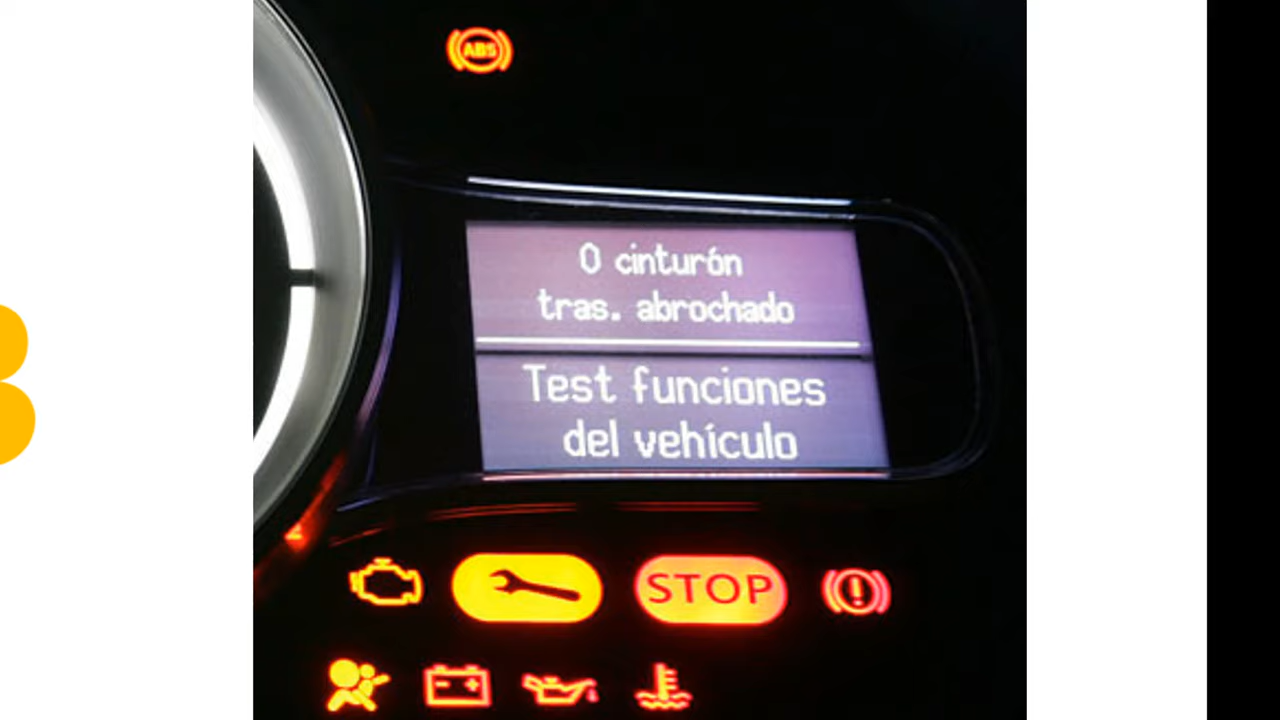 ABS
0 cinturón
tras. abrochado
Test funciones
del vehículo
STOP